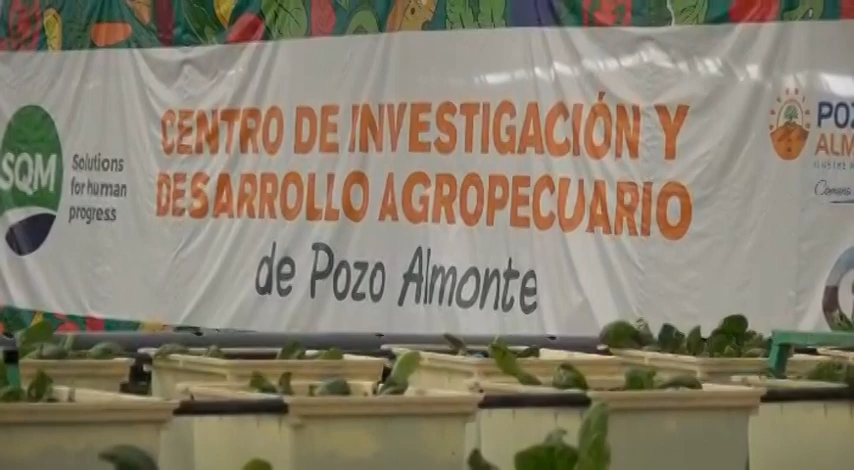 SQM
Solutions
for human
progress
CENTRO DE INVESTIGACIÓN Y
DESARROLLO AGROPECUARIO
de Pozo Almonte
POZ
ALM